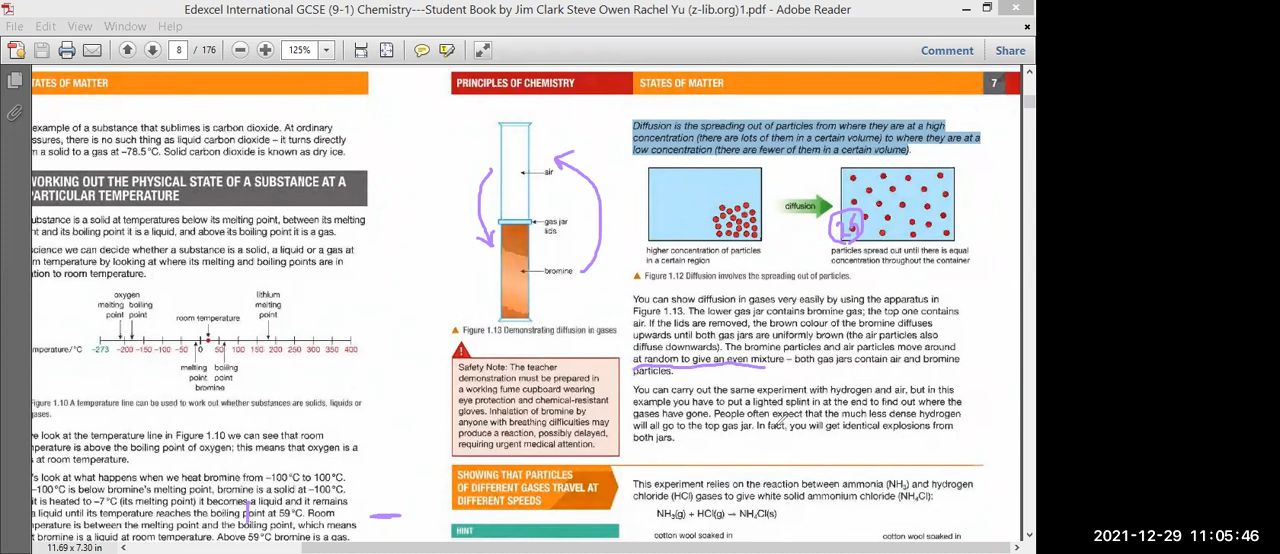 Edexcel International GCSE (9-1) Chemistry---Student Book by Jim Clark Steve Owen Rachel Yu (z-lib.org)1.pdf - Adobe Reader
File Edit View Window Help
8 / 176 125% Comment Share
TATES OF MATTER
example of a substance that sublimes is carbon dioxide. At ordinary
ssures, there is no such thing as liquid carbon dioxide – it turns directly
m a solid to a gas at –78.5 °C. Solid carbon dioxide is known as dry ice.
WORKING OUT THE PHYSICAL STATE OF A SUBSTANCE AT A
PARTICULAR TEMPERATURE
ubstance is a solid at temperatures below its melting point, between its melting
nt and its boiling point it is a liquid, and above its boiling point it is a gas.
science we can decide whether a substance is a solid, a liquid or a gas at
om temperature by looking at where its melting and boiling points are in
ation to room temperature.
oxygen
melting point
boiling point
room temperature
lithium melting point
emperature/°C
-273 -200 -150 -100 -50 0 50 100 150 200 250 300 350 400
melting point
boiling point
bromine
Figure 1.10 A temperature line can be used to work out whether substances are solids, liquids or
gases.
we look at the temperature line in Figure 1.10 we can see that room
mperature is above the boiling point of oxygen; this means that oxygen is a
s at room temperature.
's look at what happens when we heat bromine from –100 °C to 100 °C.
–100 °C is below bromine's melting point, bromine is a solid at –100 °C.
it is heated to –7 °C (its melting point) it becomes a liquid and it remains
a liquid until its temperature reaches the boiling point at 59 °C. Room
mperature is between the melting point and the boiling point, which means
t bromine is a liquid at room temperature. Above 59 °C bromine is a gas.
11.69 x 7.30 in
PRINCIPLES OF CHEMISTRY STATES OF MATTER 7
air
gas jar
lids
bromine
Figure 1.13 Demonstrating diffusion in gases
Safety Note: The teacher
demonstration must be prepared in
a working fume cupboard wearing
eye protection and chemical-resistant
gloves. Inhalation of bromine by
anyone with breathing difficulties may
produce a reaction, possibly delayed,
requiring urgent medical attention.
SHOWING THAT PARTICLES
OF DIFFERENT GASES TRAVEL AT
DIFFERENT SPEEDS
HINT
Diffusion is the spreading out of particles from where they are at a high
concentration (there are lots of them in a certain volume) to where they are at a
low concentration (there are fewer of them in a certain volume).
diffusion
higher concentration of particles
in a certain region
particles spread out until there is equal
concentration throughout the container
Figure 1.12 Diffusion involves the spreading out of particles.
You can show diffusion in gases very easily by using the apparatus in
Figure 1.13. The lower gas jar contains bromine gas; the top one contains
air. If the lids are removed, the brown colour of the bromine diffuses
upwards until both gas jars are uniformly brown (the air particles also
diffuse downwards). The bromine particles and air particles move around
at random to give an even mixture – both gas jars contain air and bromine
particles.
You can carry out the same experiment with hydrogen and air, but in this
example you have to put a lighted splint in at the end to find out where the
gases have gone. People often expect that the much less dense hydrogen
will all go to the top gas jar. In fact, you will get identical explosions from
both jars.
This experiment relies on the reaction between ammonia (NH₃) and hydrogen
chloride (HCl) gases to give white solid ammonium chloride (NH₄Cl):
NH₃(g) + HCl(g) → NH₄Cl(s)
cotton wool soaked in
cotton wool soaked in
2021-12-29 11:05:46